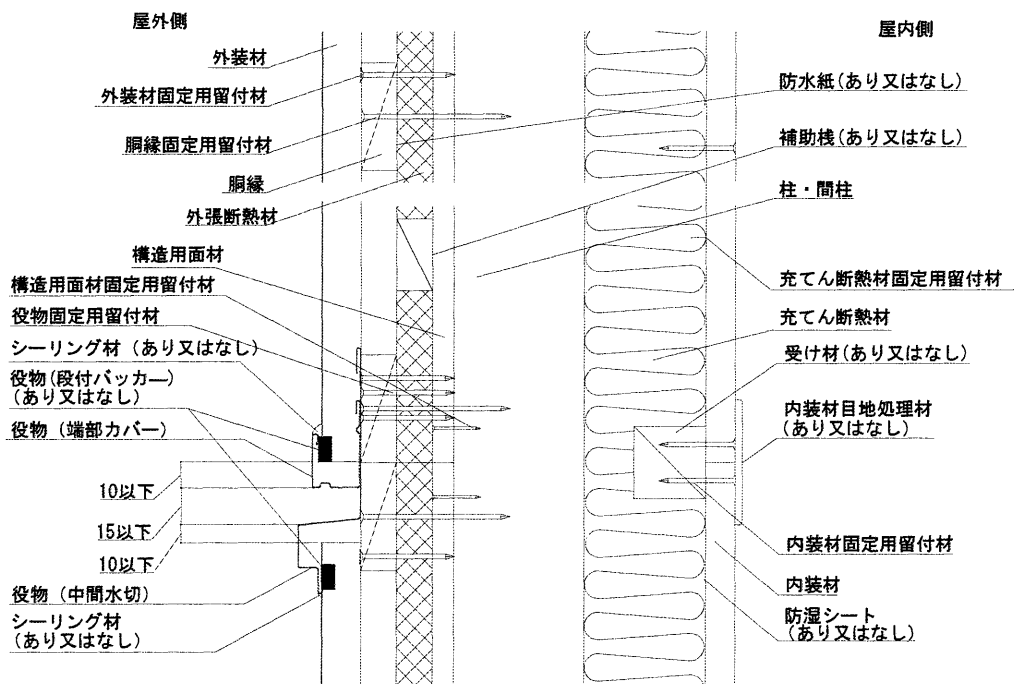 屋外側
外装材
外装材固定用留付材
胴縁固定用留付材
胴縁
外張断熱材
構造用面材
構造用面材固定用留付材
役物固定用留付材
シーリング材（あり又はなし）
役物(段付バッカー)
(あり又はなし)
役物（端部カバー）
10以下
15以下
10以下
役物（中間水切）
シーリング材
(あり又はなし)
屋内側
防水紙(あり又はなし)
補助桟(あり又はなし)
柱・間柱
充てん断熱材固定用留付材
充てん断熱材
受け材(あり又はなし)
内装材目地処理材
(あり又はなし)
内装材固定用留付材
内装材
防湿シート
(あり又はなし)